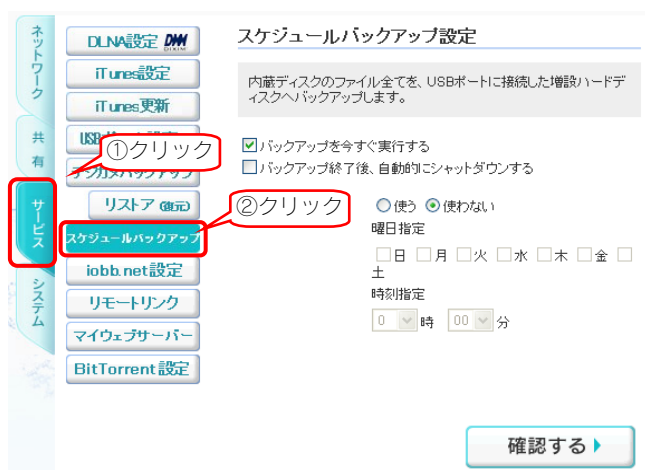 ネットワーク
共有
サービス
システム
DLNA設定
iTunes設定
iTunes更新
USB
①クリック
デジカメバックアップ
リストア(復元)
スケジュールバックアップ
iobb.net設定
リモートリンク
マイウェブサーバー
BitTorrent設定
スケジュールバックアップ設定
内蔵ディスクのファイル全てを、USBポートに接続した増設ハードデ
ィスクへバックアップします。
バックアップを今すぐ実行する
バックアップ終了後、自動的にシャットダウンする
②クリック
使う 使わない
曜日指定
日 月 火 水 木 金
土
時刻指定
0 時 00 分
確認する